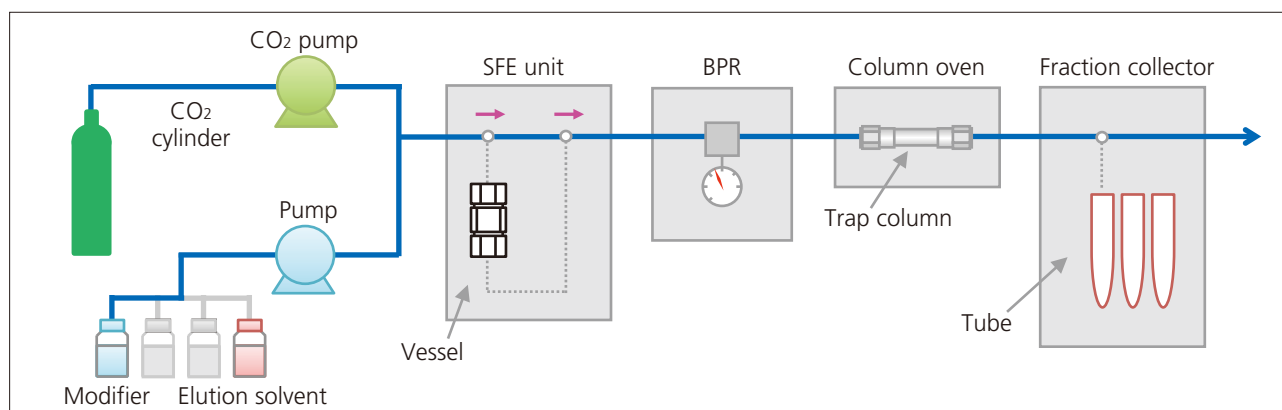 CO₂ pump
SFE unit
BPR
Column oven
Fraction collector
CO₂
cylinder
Pump
Trap column
Tube
Vessel
Modifier
Elution solvent